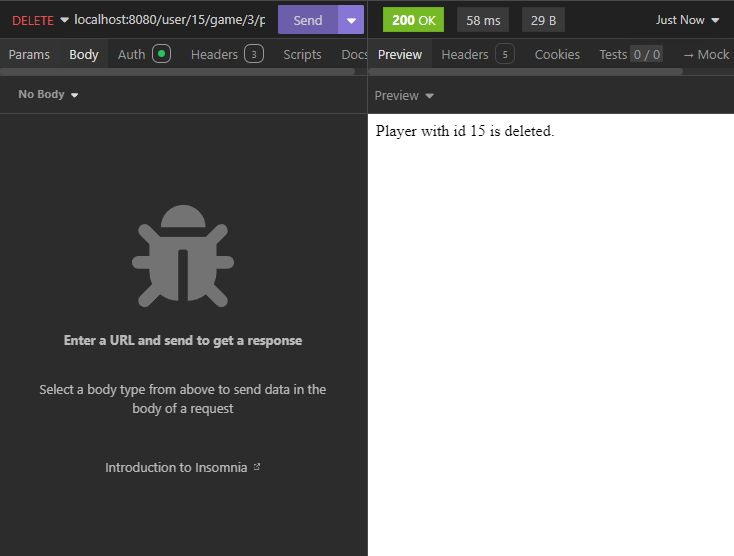 DELETE localhost:8080/user/15/game/3/p Send
200 OK 58 ms 29 B Just Now
Params Body Auth Headers 3 Scripts Docs
Preview Headers 5 Cookies Tests 0 / 0 → Mock
No Body
Preview
Player with id 15 is deleted.
Enter a URL and send to get a response
Select a body type from above to send data in the
body of a request
Introduction to Insomnia